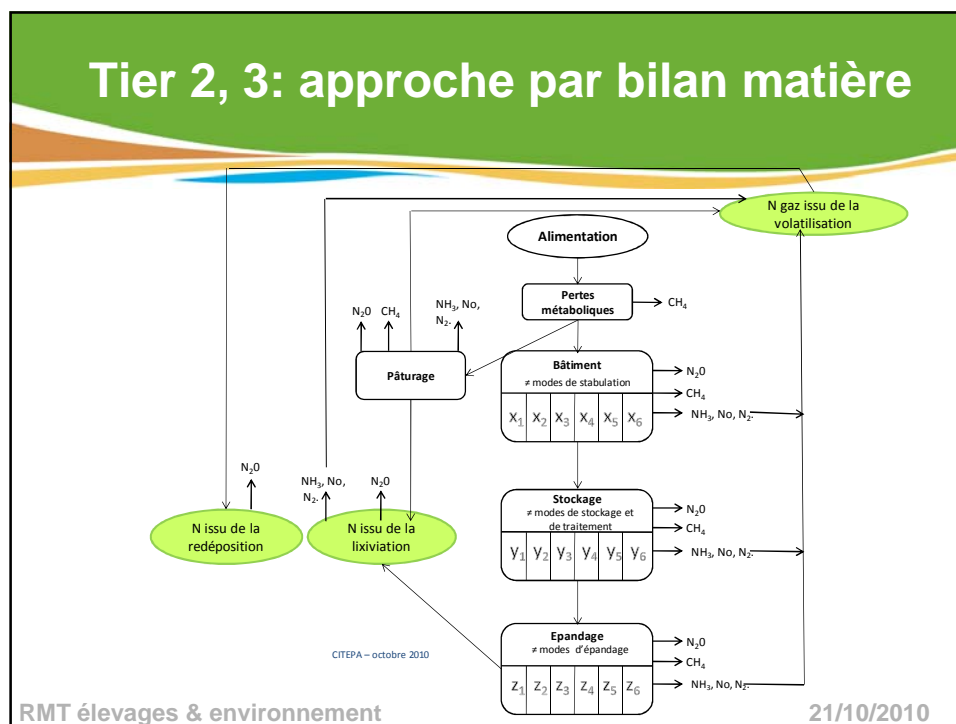 Tier 2, 3: approche par bilan matière
N gaz issu de la
volatilisation
Alimentation
Pertes
métaboliques
CH₄
N₂0 CH₄
NH₃, No,
N₂.
Pâturage
Bâtiment
≠ modes de stabulation
x₁ x₂ x₃ x₄ x₅ x₆
N₂0
CH₄
NH₃, No, N₂.
N₂0
NH₃, No,
N₂.
N₂0
N issu de la
redéposition
N issu de la
lixiviation
Stockage
≠ modes de stockage et
de traitement
y₁ y₂ y₃ y₄ y₅ y₆
N₂0
CH₄
NH₃, No, N₂.
Epandage
≠ modes d'épandage
z₁ z₂ z₃ z₄ z₅ z₆
N₂0
CH₄
NH₃, No, N₂.
CITEPA – octobre 2010
RMT élevages & environnement
21/10/2010